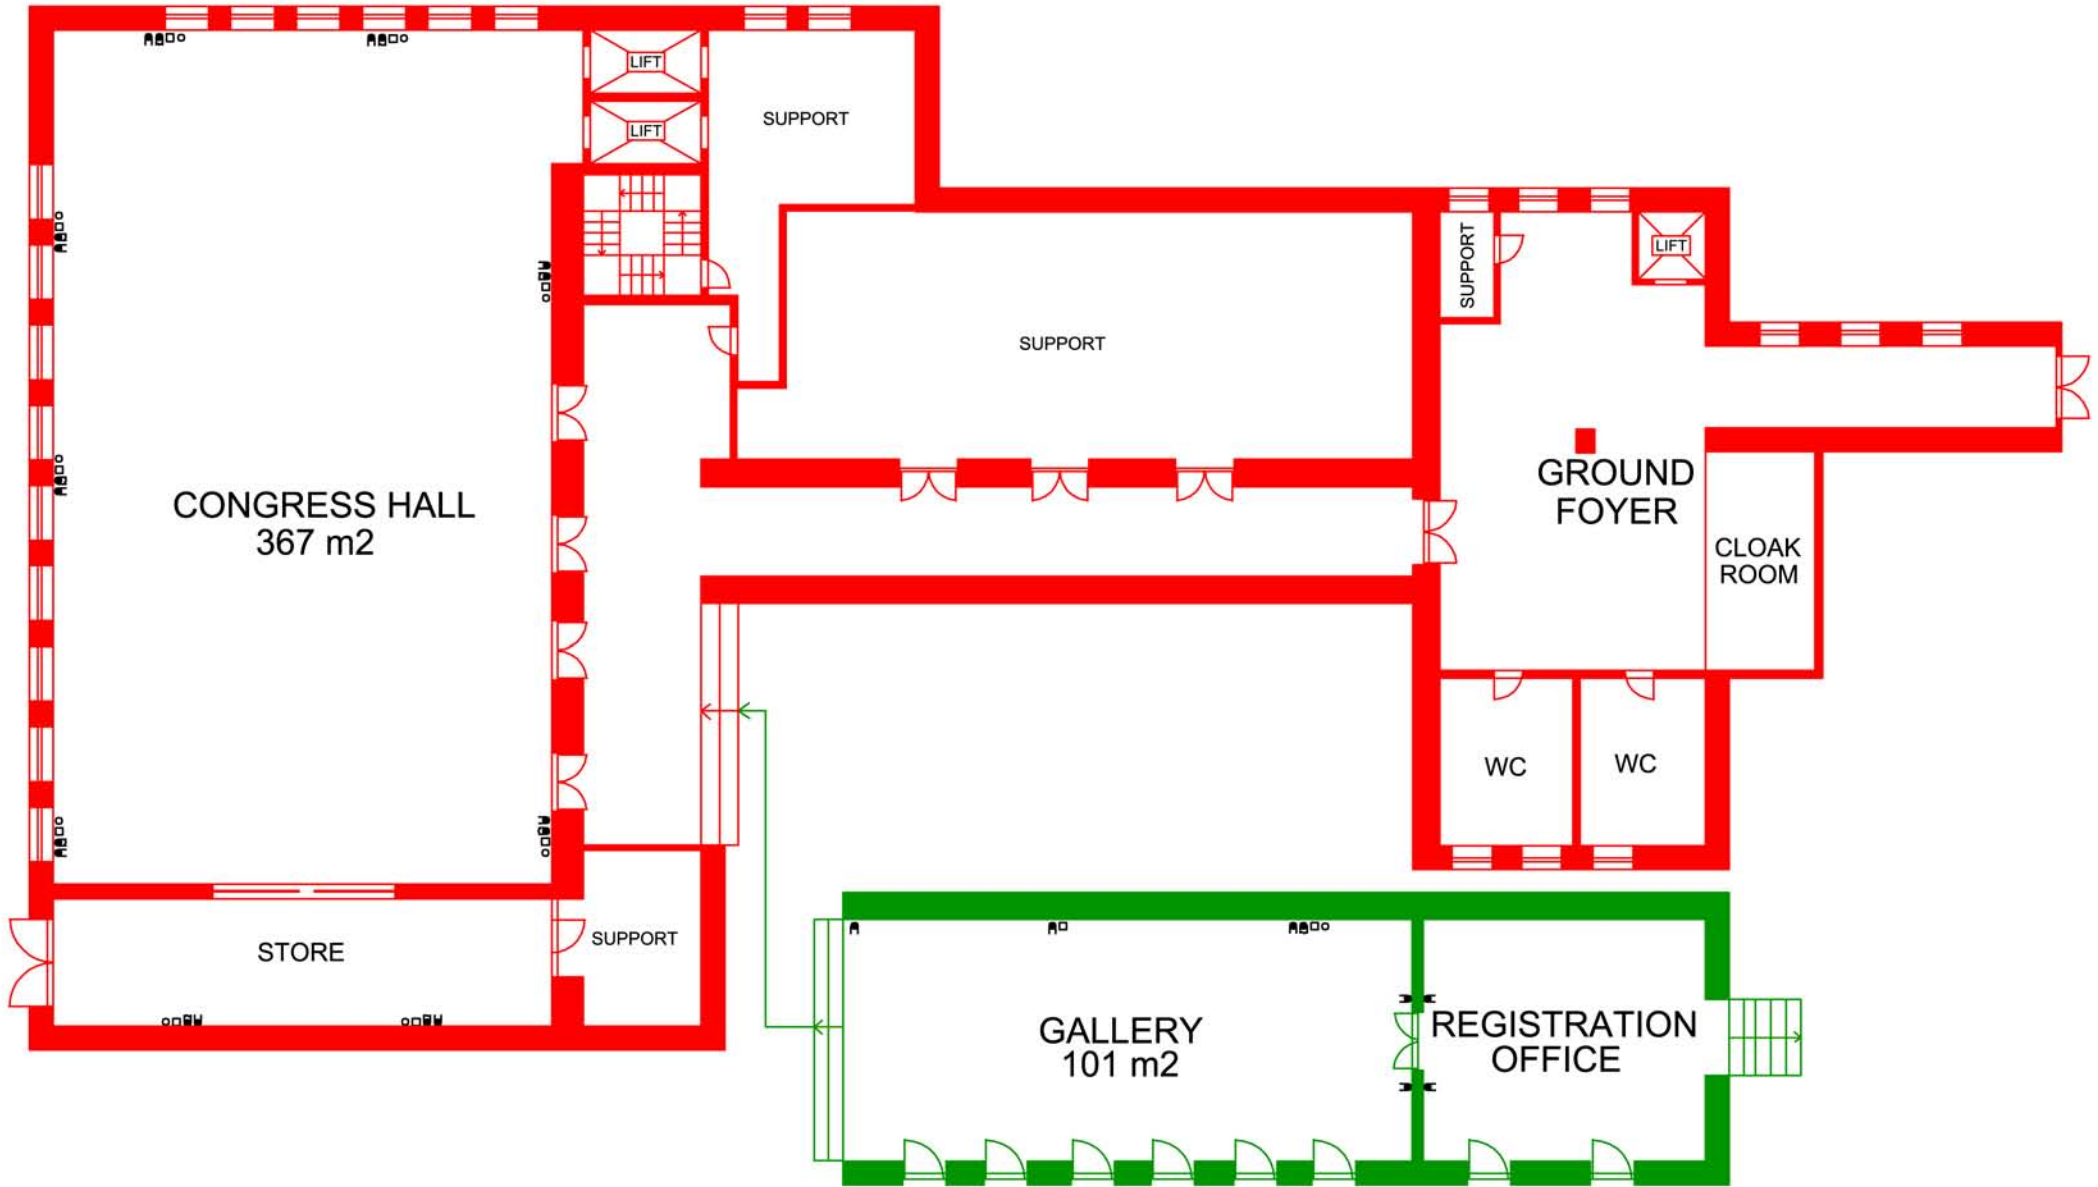 LIFT
LIFT
SUPPORT
SUPPORT
LIFT
SUPPORT
CONGRESS HALL
367 m2
GROUND
FOYER
CLOAK
ROOM
WC
WC
STORE
SUPPORT
GALLERY
101 m2
REGISTRATION
OFFICE